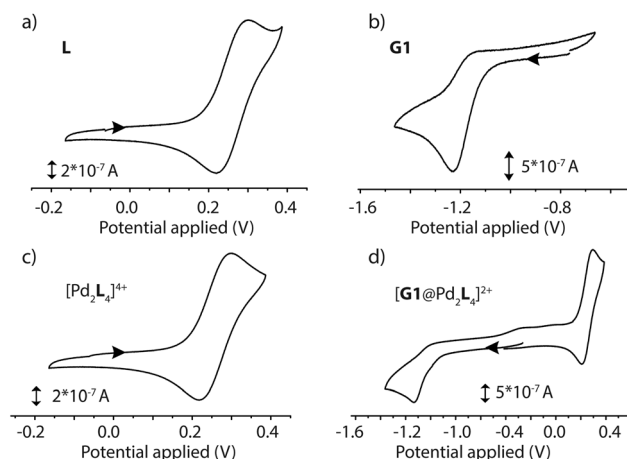 a)
L
2*10⁻⁷ A
-0.2 0.0 0.2 0.4
Potential applied (V)
b)
G1
5*10⁻⁷ A
-1.6 -1.2 -0.8
Potential applied (V)
c)
[Pd₂L₄]⁴⁺
2*10⁻⁷ A
-0.2 0.0 0.2 0.4
Potential applied (V)
d)
[G1@Pd₂L₄]²⁺
5*10⁻⁷ A
-1.6 -1.2 -0.8 -0.4 0.0 0.4
Potential applied (V)